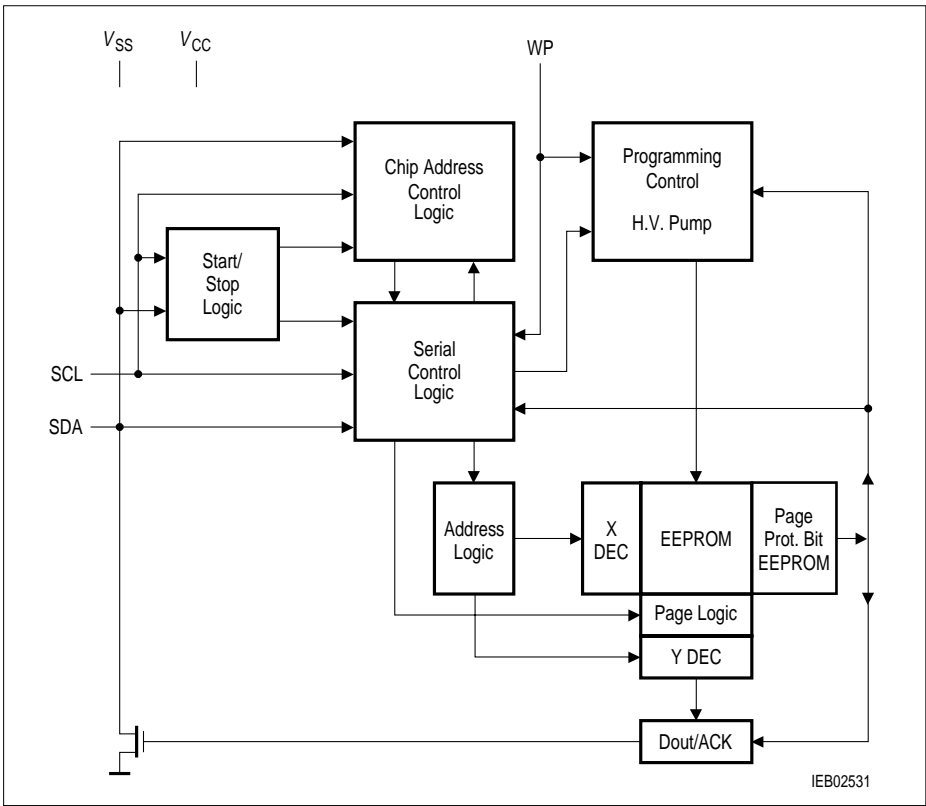 VSS
VCC
WP
Chip Address
Control
Logic
Programming
Control
H.V. Pump
Start/
Stop
Logic
Serial
Control
Logic
SCL
SDA
Address
Logic
X
DEC
EEPROM
Page
Prot. Bit
EEPROM
Page Logic
Y DEC
Dout/ACK
IEB02531